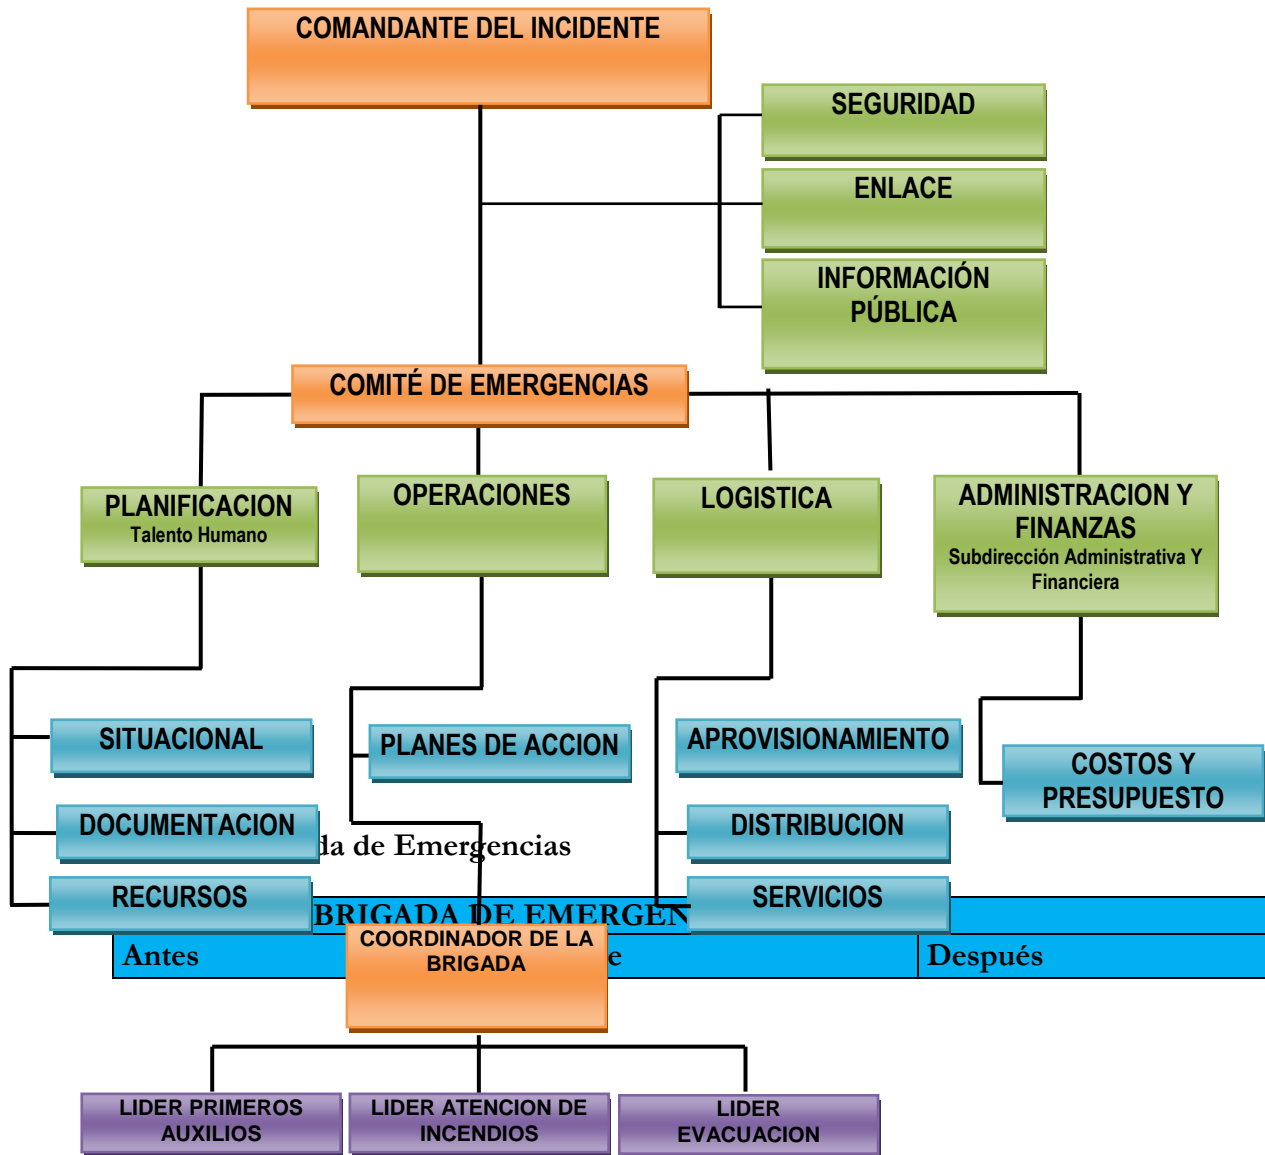 COMANDANTE DEL INCIDENTE
SEGURIDAD
ENLACE
INFORMACIÓN
PÚBLICA
COMITÉ DE EMERGENCIAS
PLANIFICACION
Talento Humano
OPERACIONES
LOGISTICA
ADMINISTRACION Y
FINANZAS
Subdirección Administrativa Y
Financiera
SITUACIONAL
PLANES DE ACCION
APROVISIONAMIENTO
COSTOS Y
PRESUPUESTO
DOCUMENTACION
de Emergencias
DISTRIBUCION
RECURSOS
BRIGADA DE
SERVICIOS
COORDINADOR DE LA
BRIGADA
Antes
Después
LIDER PRIMEROS
AUXILIOS
LIDER ATENCION DE
INCENDIOS
LIDER
EVACUACION